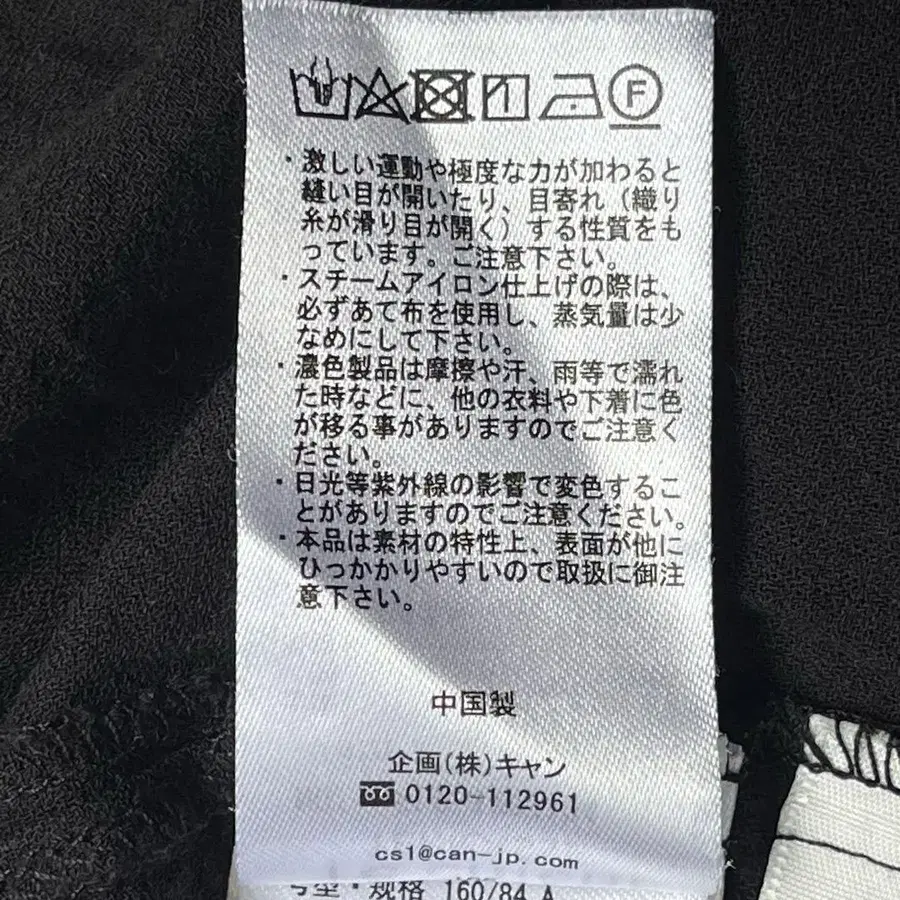 F
・激しい運動や極度な力が加わると
縫い目が開いたり、目寄れ(織り
糸が滑り目が開く)する性質をも
っています。ご注意下さい。
・スチームアイロン仕上げの際は、
必ずあて布を使用し、蒸気量は少
なめにして下さい。
・濃色製品は摩擦や汗、雨等で濡れ
た時などに、他の衣料や下着に色
が移る事がありますのでご注意く
ださい。
・日光等紫外線の影響で変色するこ
とがありますのでご注意ください。
・本品は素材の特性上、表面が他に
ひっかかりやすいので取扱に御注
意下さい。
中国製
企画(株)キャン
0120-112961
cs1@can-jp.com
号型・规格 160/84 A